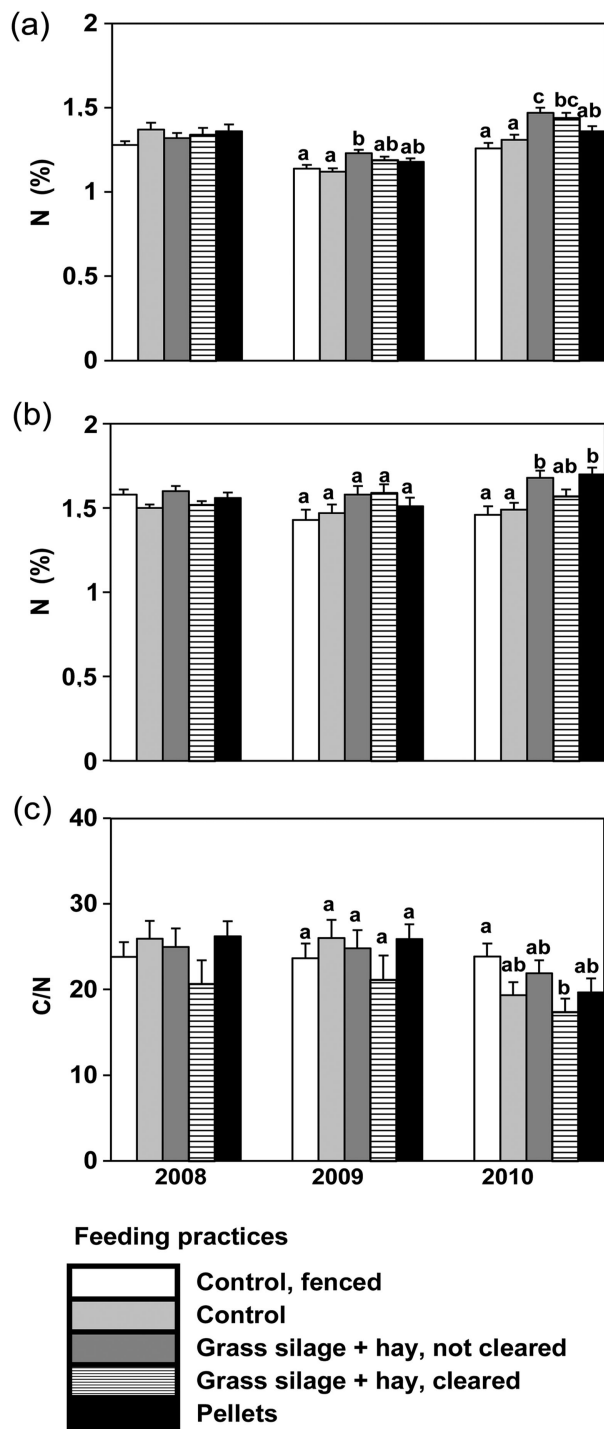 (a)
2
1.5
1
0.5
0
N (%)
a a b ab ab
a a c bc ab
(b)
2
1.5
1
0.5
0
N (%)
a a a a a
a a b ab b
(c)
40
30
20
10
0
C/N
a a a a a
a ab ab b
2008 2009 2010
Feeding practices
Control, fenced
Control
Grass silage + hay, not cleared
Grass silage + hay, cleared
Pellets